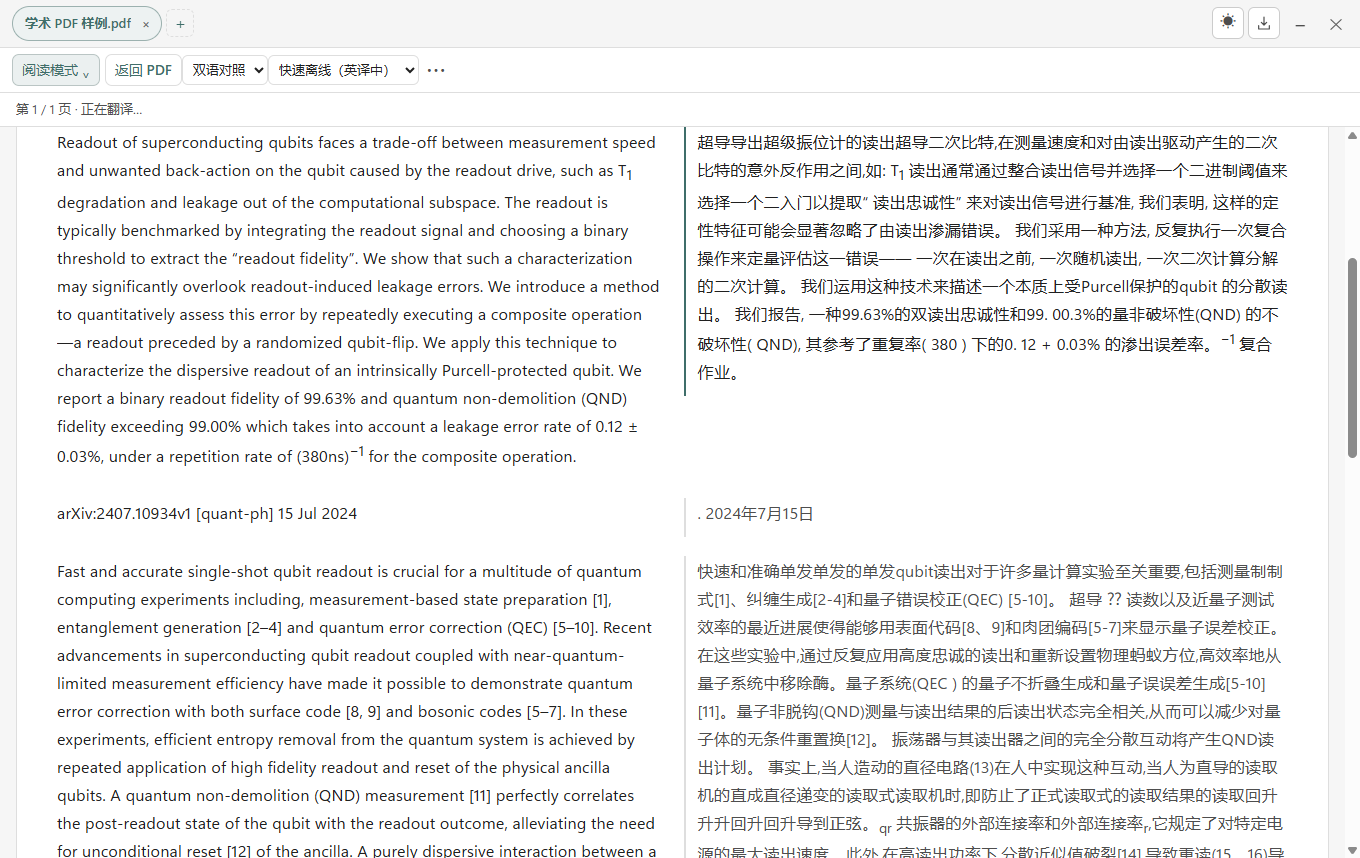 学术 PDF 样例.pdf × +
阅读模式 返回 PDF 双语对照 快速离线（英译中） ···
第 1 / 1 页 · 正在翻译...
Readout of superconducting qubits faces a trade-off between measurement speed
and unwanted back-action on the qubit caused by the readout drive, such as T1
degradation and leakage out of the computational subspace. The readout is
typically benchmarked by integrating the readout signal and choosing a binary
threshold to extract the “readout fidelity”. We show that such a characterization
may significantly overlook readout-induced leakage errors. We introduce a method
to quantitatively assess this error by repeatedly executing a composite operation
—a readout preceded by a randomized qubit-flip. We apply this technique to
characterize the dispersive readout of an intrinsically Purcell-protected qubit. We
report a binary readout fidelity of 99.63% and quantum non-demolition (QND)
fidelity exceeding 99.00% which takes into account a leakage error rate of 0.12 ±
0.03%, under a repetition rate of (380ns)−1 for the composite operation.
超导导出超级振位计的读出超导二次比特,在测量速度和对由读出驱动产生的二次
比特的意外反作用之间,如: T1 读出通常通过整合读出信号并选择一个二进制阈值来
选择一个二入门以提取“ 读出忠诚性” 来对读出信号进行基准, 我们表明, 这样的定
性特征可能会显著忽略了由读出渗漏错误。 我们采用一种方法, 反复执行一次复合
操作来定量评估这一错误—— 一次在读出之前, 一次随机读出, 一次二次计算分解
的二次计算。 我们运用这种技术来描述一个本质上受Purcell保护的qubit 的分散读
出。 我们报告, 一种99.63%的双读出忠诚性和99. 00.3%的量非破坏性(QND) 的不
破坏性( QND), 其参考了重复率( 380 ) 下的0. 12 + 0.03% 的渗出误差率。 −1 复合
作业。
arXiv:2407.10934v1 [quant-ph] 15 Jul 2024
. 2024年7月15日
Fast and accurate single-shot qubit readout is crucial for a multitude of quantum
computing experiments including, measurement-based state preparation [1],
entanglement generation [2–4] and quantum error correction (QEC) [5–10]. Recent
advancements in superconducting qubit readout coupled with near-quantum-
limited measurement efficiency have made it possible to demonstrate quantum
error correction with both surface code [8, 9] and bosonic codes [5–7]. In these
experiments, efficient entropy removal from the quantum system is achieved by
repeated application of high fidelity readout and reset of the physical ancilla
qubits. A quantum non-demolition (QND) measurement [11] perfectly correlates
the post-readout state of the qubit with the readout outcome, alleviating the need
for unconditional reset [12] of the ancilla. A purely dispersive interaction between a
快速和准确单发单发的单发qubit读出对于许多量计算实验至关重要,包括测量制制
式[1]、纠缠生成[2-4]和量子错误校正(QEC) [5-10]。 超导 ?? 读数以及近量子测试
效率的最近进展使得能够用表面代码[8、9]和肉团编码[5-7]来显示量子误差校正。
在这些实验中,通过反复应用高度忠诚的读出和重新设置物理蚂蚁方位,高效率地从
量子系统中移除酶。量子系统(QEC ) 的量子不折叠生成和量子误误差生成[5-10]
[11]。量子非脱钩(QND)测量与读出结果的后读出状态完全相关,从而可以减少对量
子体的无条件重置换[12]。 振荡器与其读出器之间的完全分散互动将产生QND读
出计划。 事实上,当人造动的直径电路(13)在人中实现这种互动,当人为直导的读取
机的直成直径递变的读取式读取机时,即防止了正式读取式的读取结果的读取回升
升升回升回升导到正弦。qr 共振器的外部连接率和外部连接率r,它规定了对特定电
源的最大读出速度。此外,在高读出功率下,分散近似值破裂[14],导致重读(15、16)导